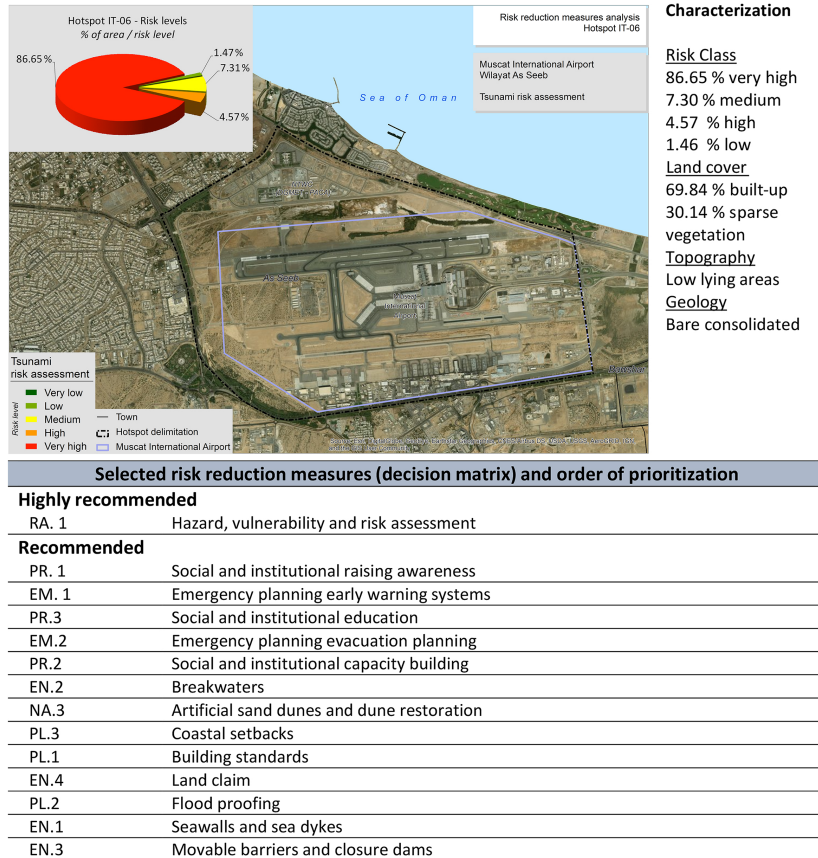 Hotspot IT-06 - Risk levels
% of area / risk level
86.65 %
1.47 %
7.31 %
4.57 %
Risk reduction measures analysis
Hotspot IT-06
Muscat International Airport
Wilayat As Seeb
Tsunami risk assessment
Sea of Oman
As Seeb
Muscat
International
Airport
Tsunami
risk assessment
Risk level
Very low
Low
Medium
High
Very high
Town
Hotspot delimitation
Muscat International Airport
Characterization
Risk Class
86.65 % very high
7.30 % medium
4.57 % high
1.46 % low
Land cover
69.84 % built-up
30.14 % sparse
vegetation
Topography
Low lying areas
Geology
Bare consolidated
Selected risk reduction measures (decision matrix) and order of prioritization
Highly recommended
RA. 1 Hazard, vulnerability and risk assessment
Recommended
PR. 1 Social and institutional raising awareness
EM. 1 Emergency planning early warning systems
PR.3 Social and institutional education
EM.2 Emergency planning evacuation planning
PR.2 Social and institutional capacity building
EN.2 Breakwaters
NA.3 Artificial sand dunes and dune restoration
PL.3 Coastal setbacks
PL.1 Building standards
EN.4 Land claim
PL.2 Flood proofing
EN.1 Seawalls and sea dykes
EN.3 Movable barriers and closure dams